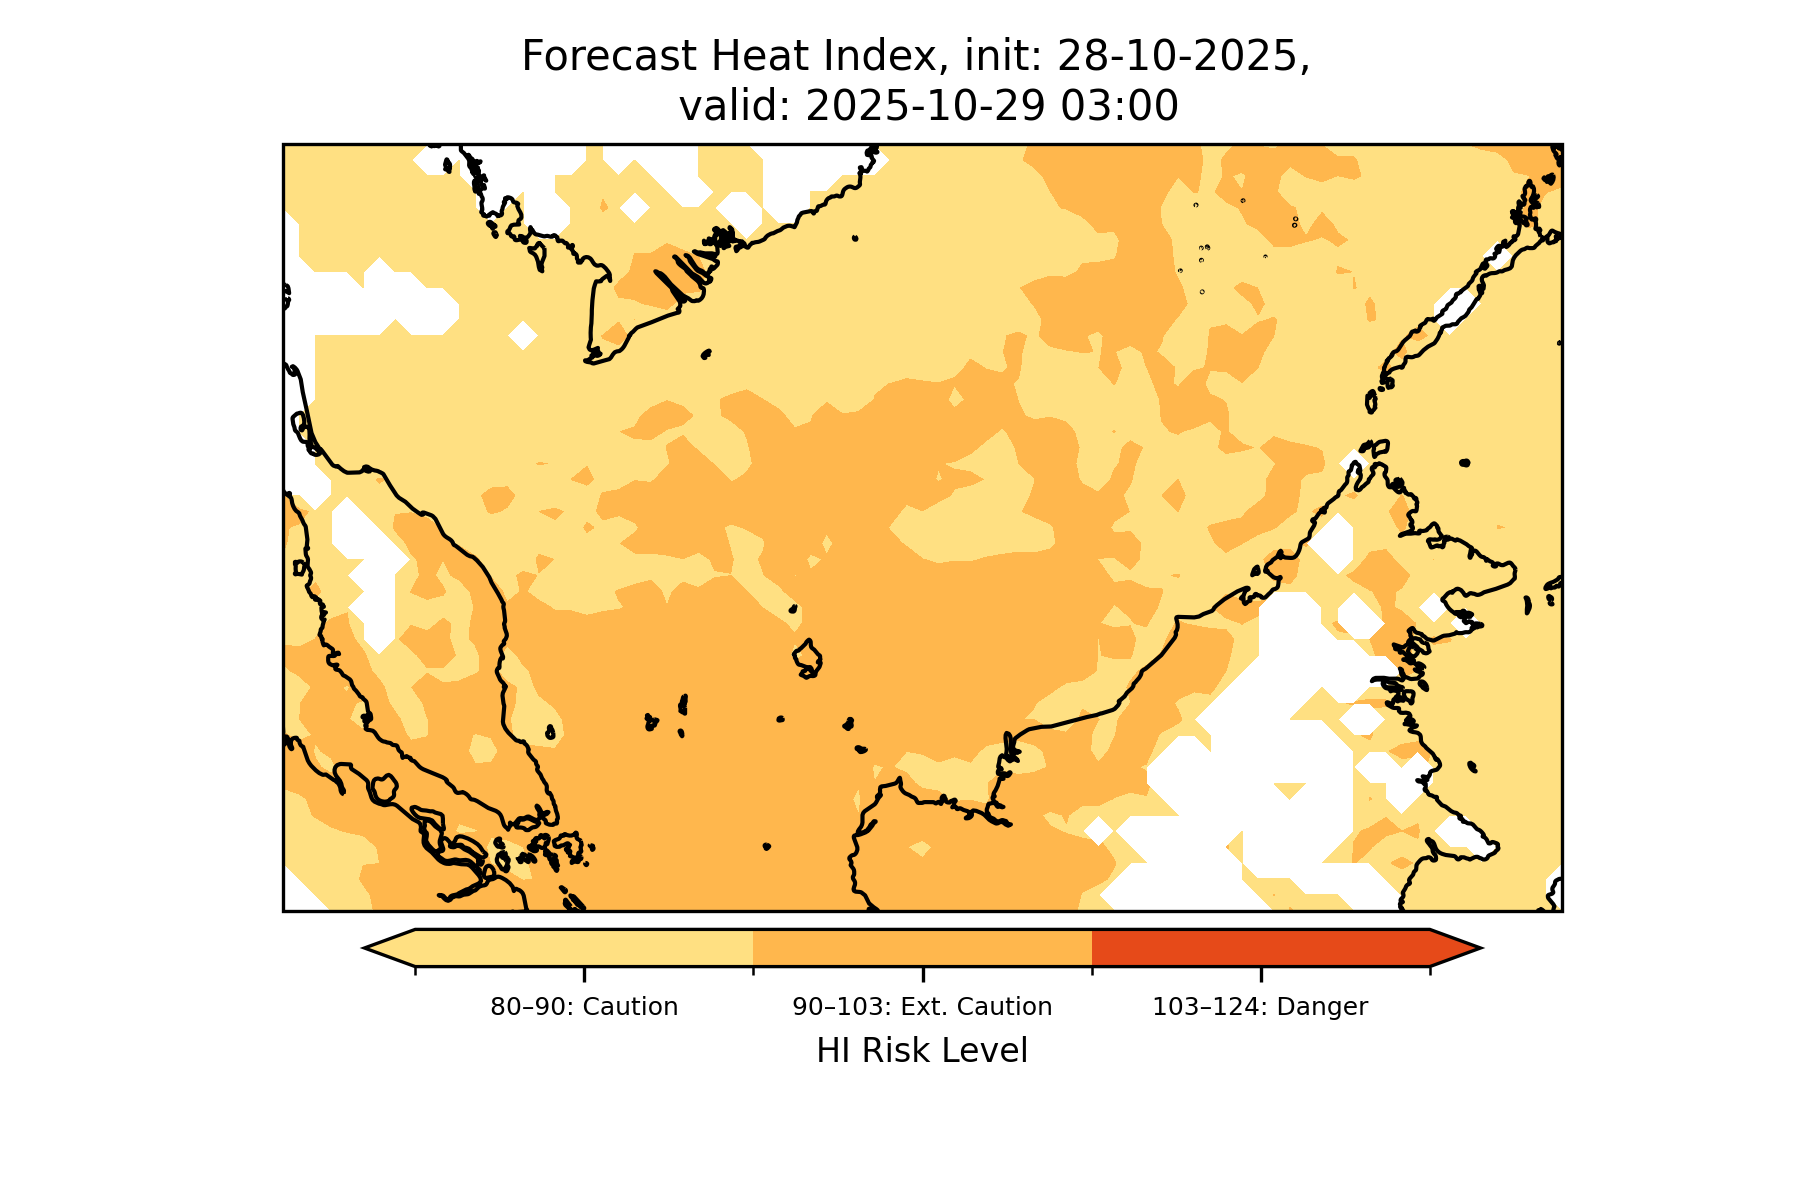 Forecast Heat Index, init: 28-10-2025,
valid: 2025-10-29 03:00
80–90: Caution
90–103: Ext. Caution
103–124: Danger
HI Risk Level